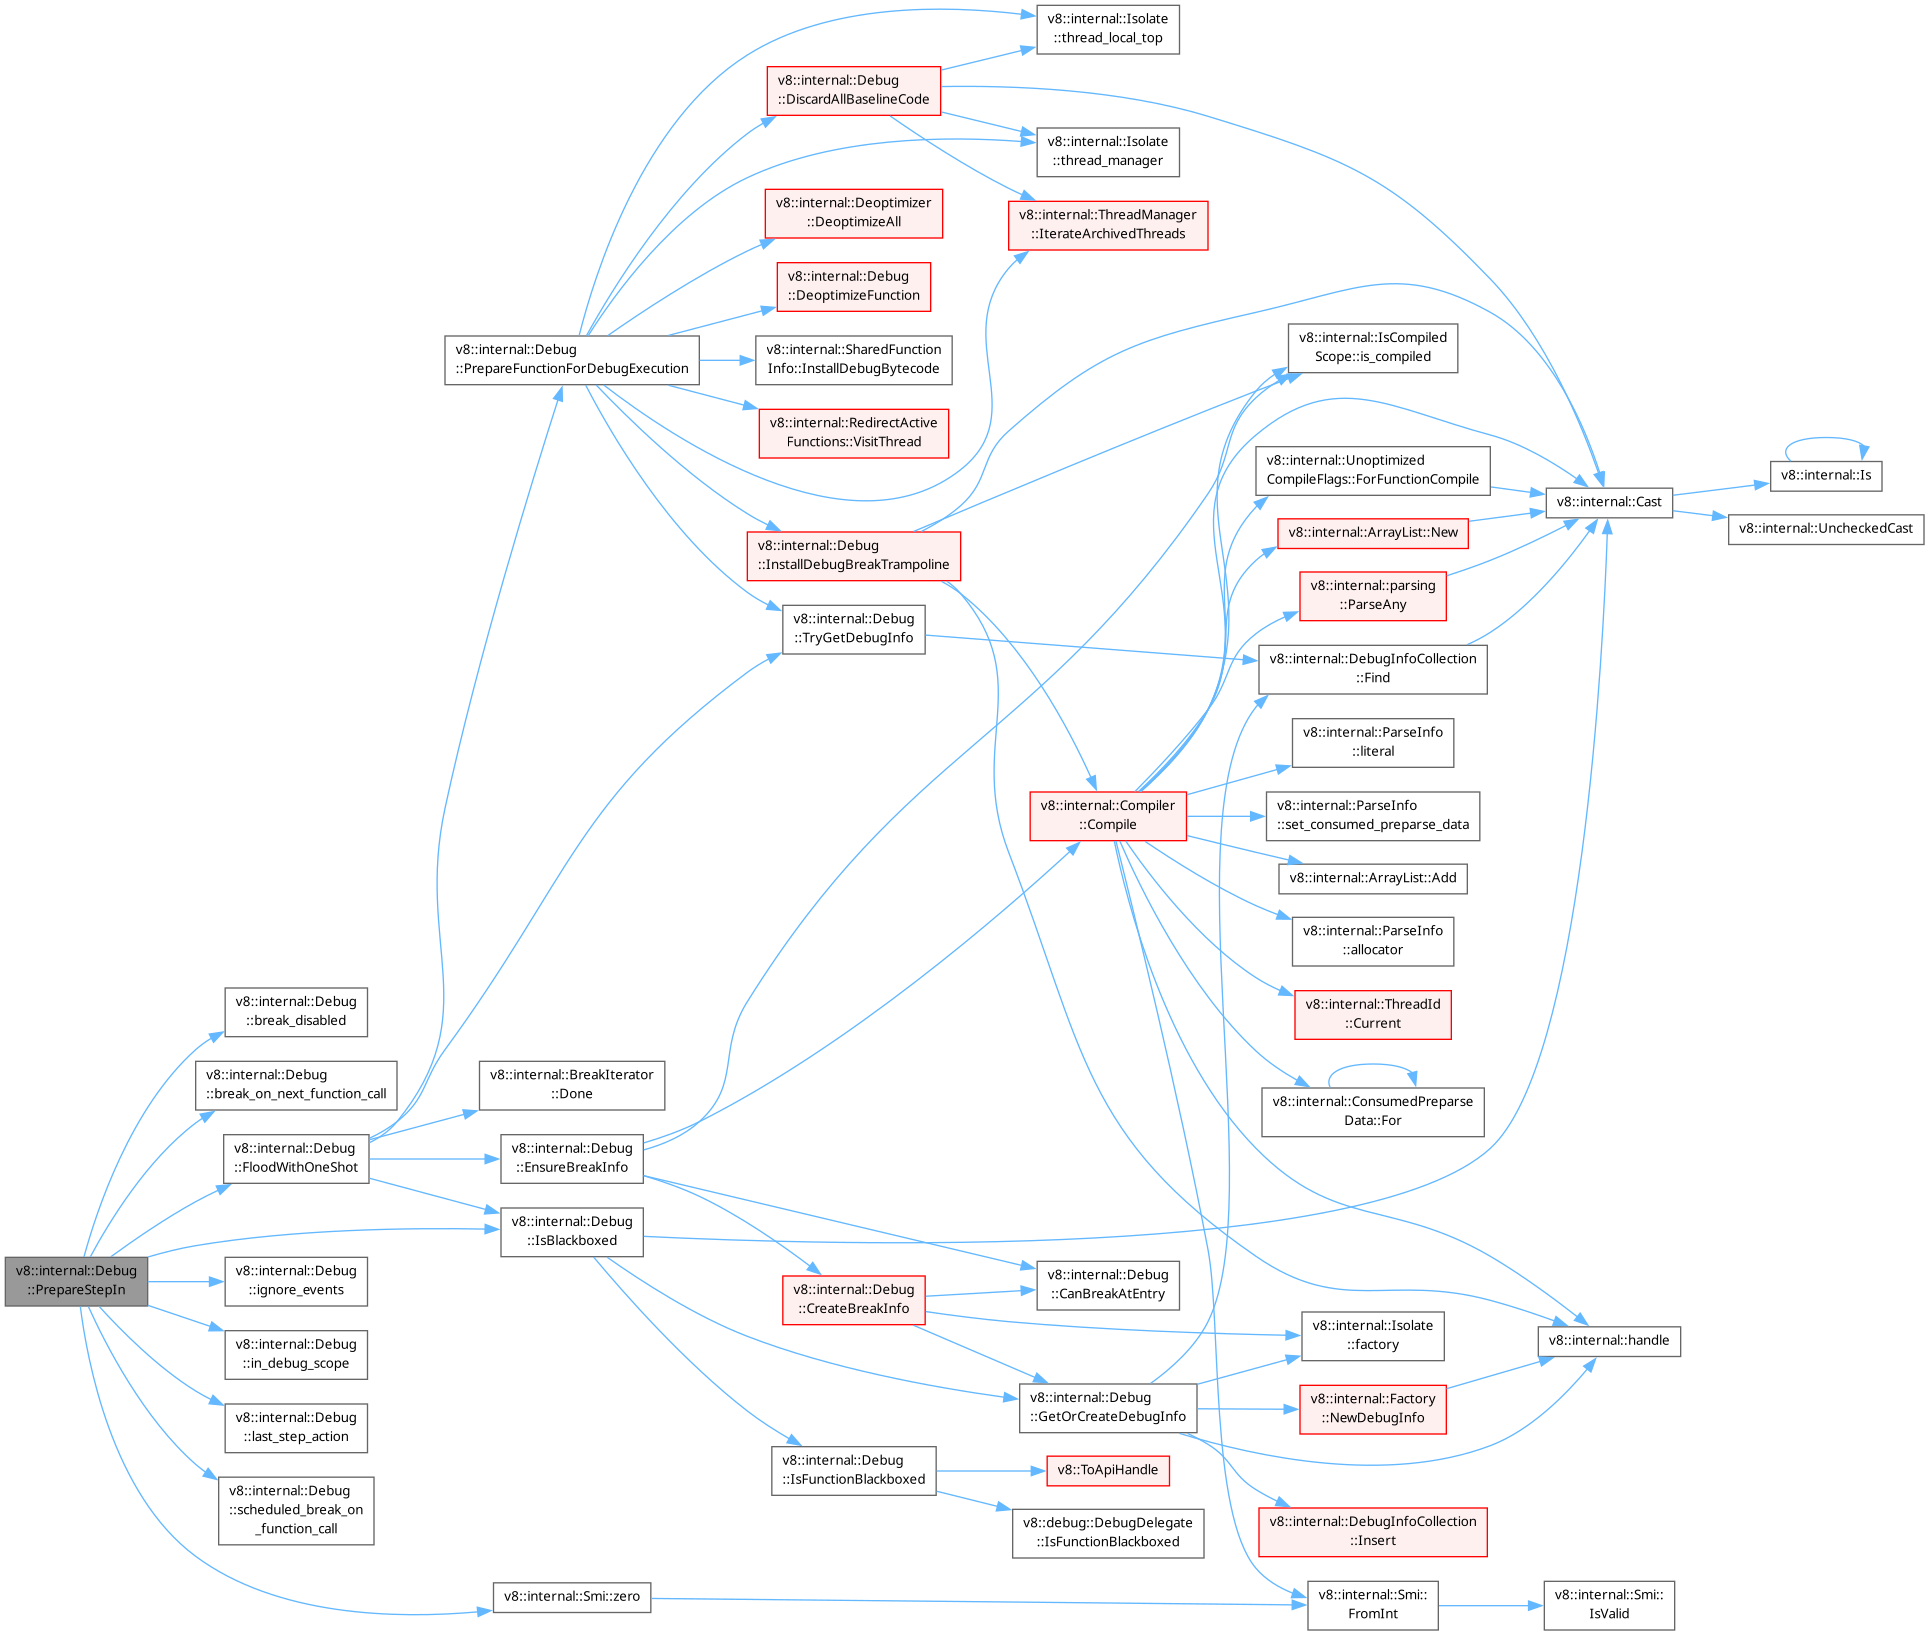 v8::internal::Isolate
::thread_local_top
v8::internal::Debug
::DiscardAllBaselineCode
v8::internal::Isolate
::thread_manager
v8::internal::Deoptimizer
::DeoptimizeAll
v8::internal::ThreadManager
::IterateArchivedThreads
v8::internal::Debug
::DeoptimizeFunction
v8::internal::Debug
::PrepareFunctionForDebugExecution
v8::internal::SharedFunction
Info::InstallDebugBytecode
v8::internal::IsCompiled
Scope::is_compiled
v8::internal::RedirectActive
Functions::VisitThread
v8::internal::Unoptimized
CompileFlags::ForFunctionCompile
v8::internal::Is
v8::internal::Cast
v8::internal::UncheckedCast
v8::internal::ArrayList::New
v8::internal::Debug
::InstallDebugBreakTrampoline
v8::internal::parsing
::ParseAny
v8::internal::Debug
::TryGetDebugInfo
v8::internal::DebugInfoCollection
::Find
v8::internal::ParseInfo
::literal
v8::internal::Compiler
::Compile
v8::internal::ParseInfo
::set_consumed_preparse_data
v8::internal::ArrayList::Add
v8::internal::ParseInfo
::allocator
v8::internal::Debug
::break_disabled
v8::internal::ThreadId
::Current
v8::internal::Debug
::break_on_next_function_call
v8::internal::BreakIterator
::Done
v8::internal::ConsumedPreparse
Data::For
v8::internal::Debug
::FloodWithOneShot
v8::internal::Debug
::EnsureBreakInfo
v8::internal::Debug
::IsBlackboxed
v8::internal::Debug
::PrepareStepIn
v8::internal::Debug
::ignore_events
v8::internal::Debug
::CreateBreakInfo
v8::internal::Debug
::CanBreakAtEntry
v8::internal::Debug
::in_debug_scope
v8::internal::Isolate
::factory
v8::internal::handle
v8::internal::Debug
::last_step_action
v8::internal::Debug
::GetOrCreateDebugInfo
v8::internal::Factory
::NewDebugInfo
v8::internal::Debug
::IsFunctionBlackboxed
v8::ToApiHandle
v8::internal::Debug
::scheduled_break_on
_function_call
v8::debug::DebugDelegate
::IsFunctionBlackboxed
v8::internal::DebugInfoCollection
::Insert
v8::internal::Smi::zero
v8::internal::Smi::
FromInt
v8::internal::Smi::
IsValid